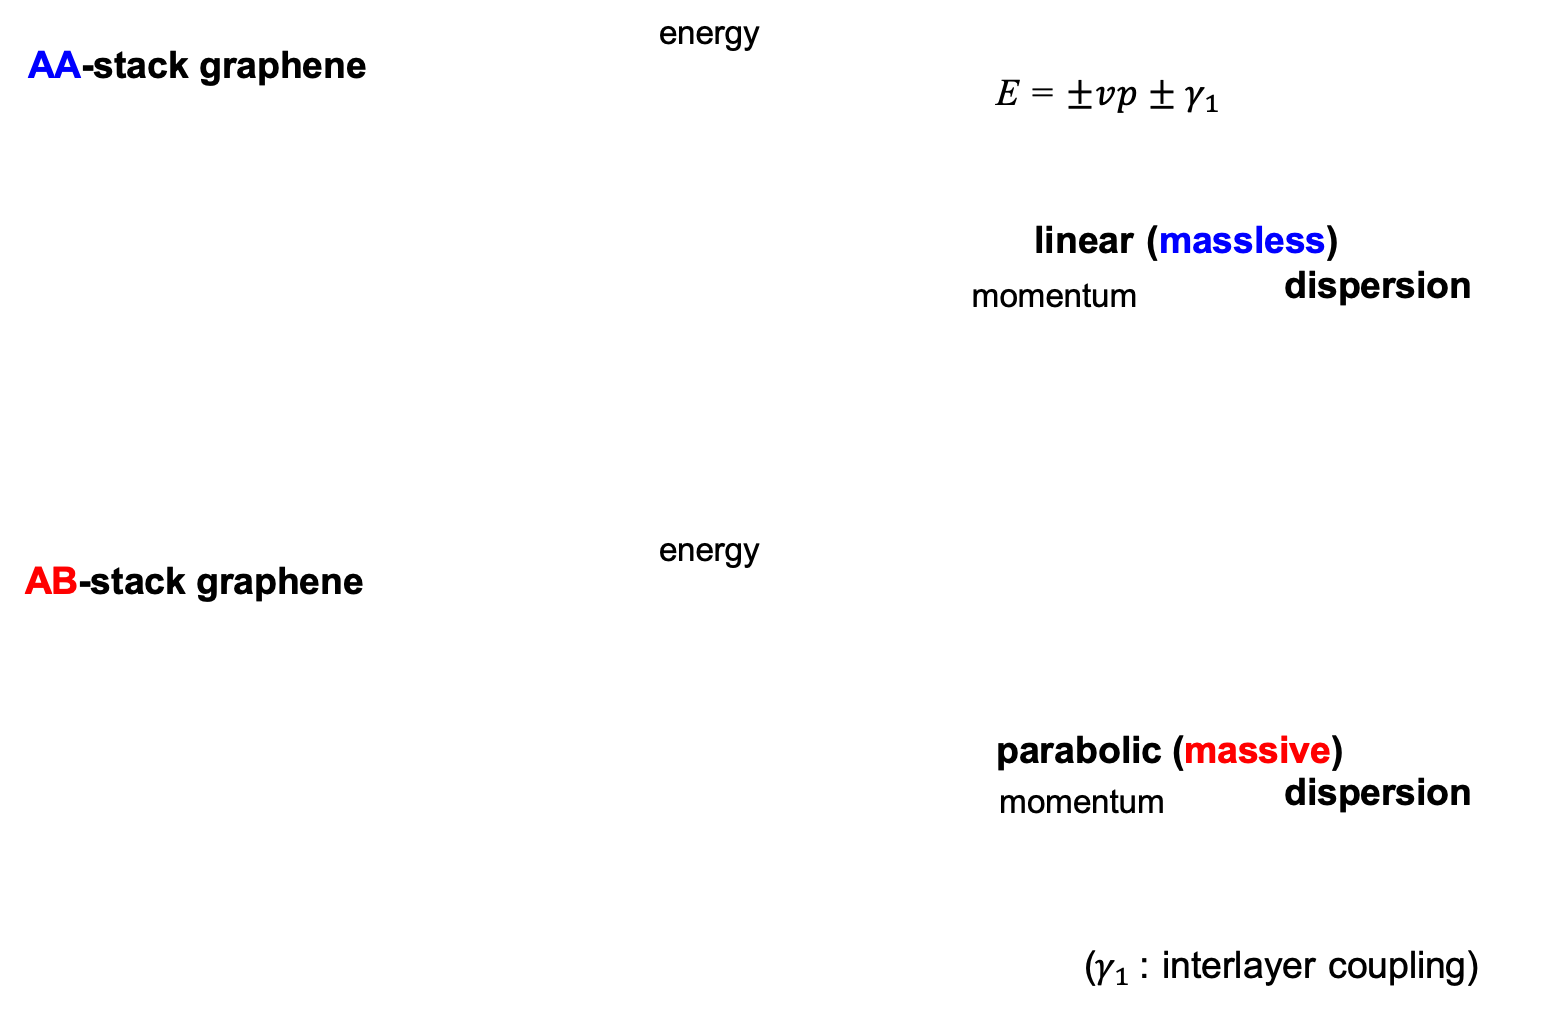 energy
AA-stack graphene
E = ±vp ± γ₁
linear (massless)
dispersion
momentum
energy
AB-stack graphene
parabolic (massive)
dispersion
momentum
(γ₁ : interlayer coupling)